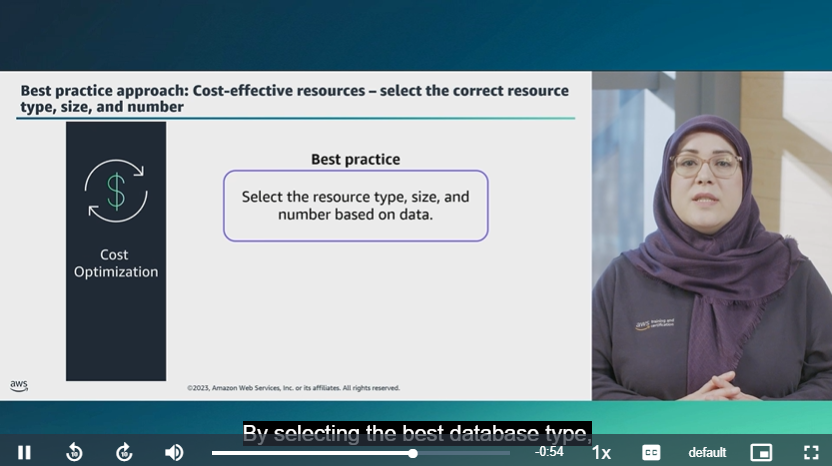 Best practice approach: Cost-effective resources – select the correct resource
type, size, and number
Best practice
Select the resource type, size, and
number based on data.
Cost
Optimization
aws training and
certification
aws
©2023, Amazon Web Services, Inc. or its affiliates. All rights reserved.
By selecting the best database type,
10
10
-0:54
1x
CC
default